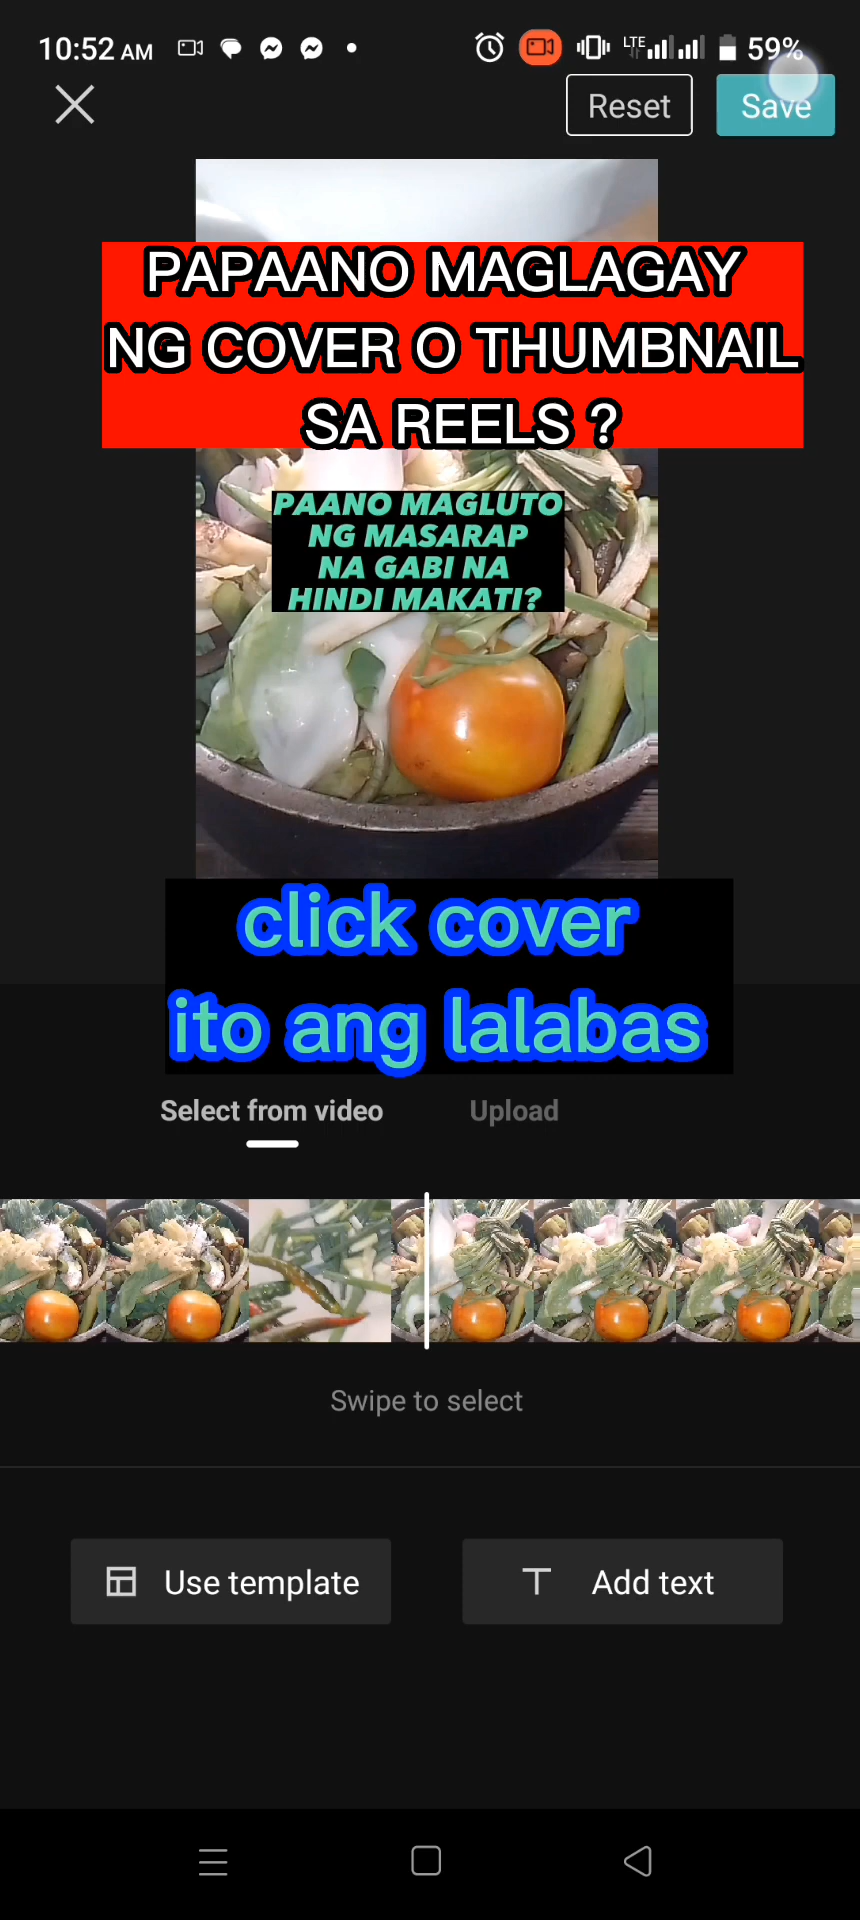 10:52 AM
LTE
59%
Reset
Save
PAPAANO MAGLAGAY
NG COVER O THUMBNAIL
SA REELS ?
PAANO MAGLUTO
NG MASARAP
NA GABI NA
HINDI MAKATI?
click cover
ito ang lalabas
Select from video
Upload
Swipe to select
Use template
Add text